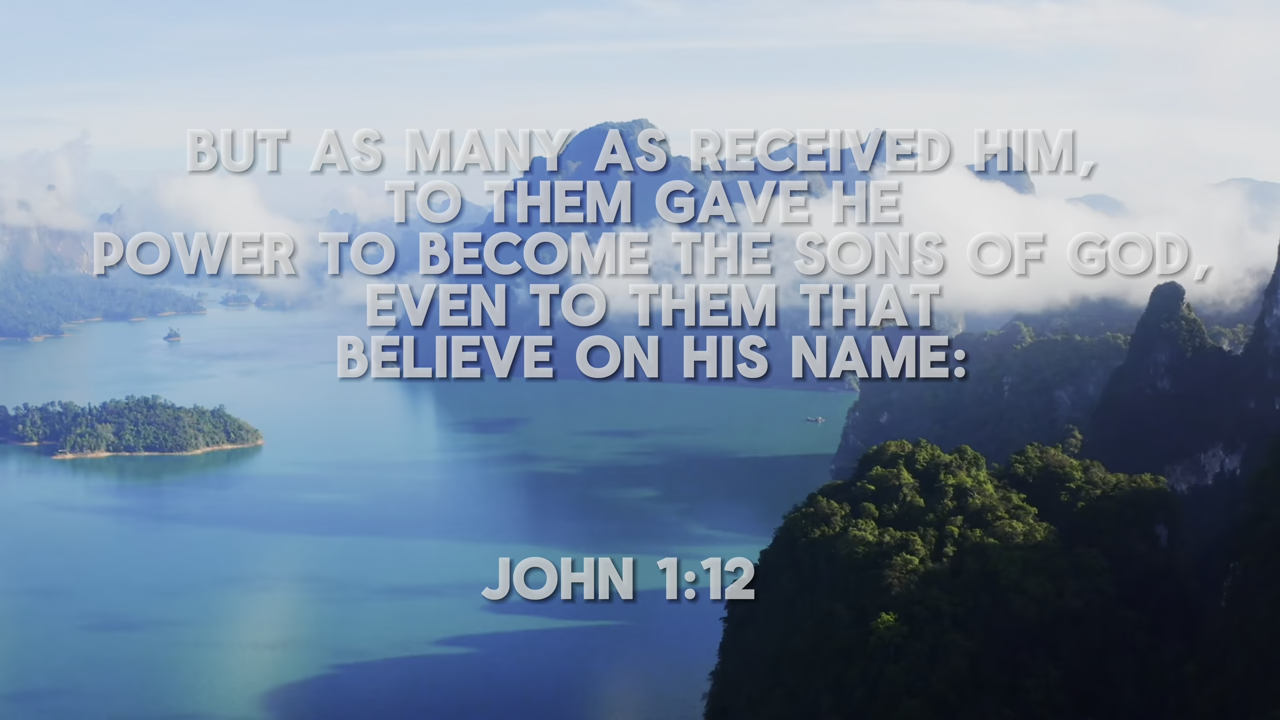 BUT AS MANY AS RECEIVED HIM,
TO THEM GAVE HE
POWER TO BECOME THE SONS OF GOD,
EVEN TO THEM THAT
BELIEVE ON HIS NAME:
JOHN 1:12